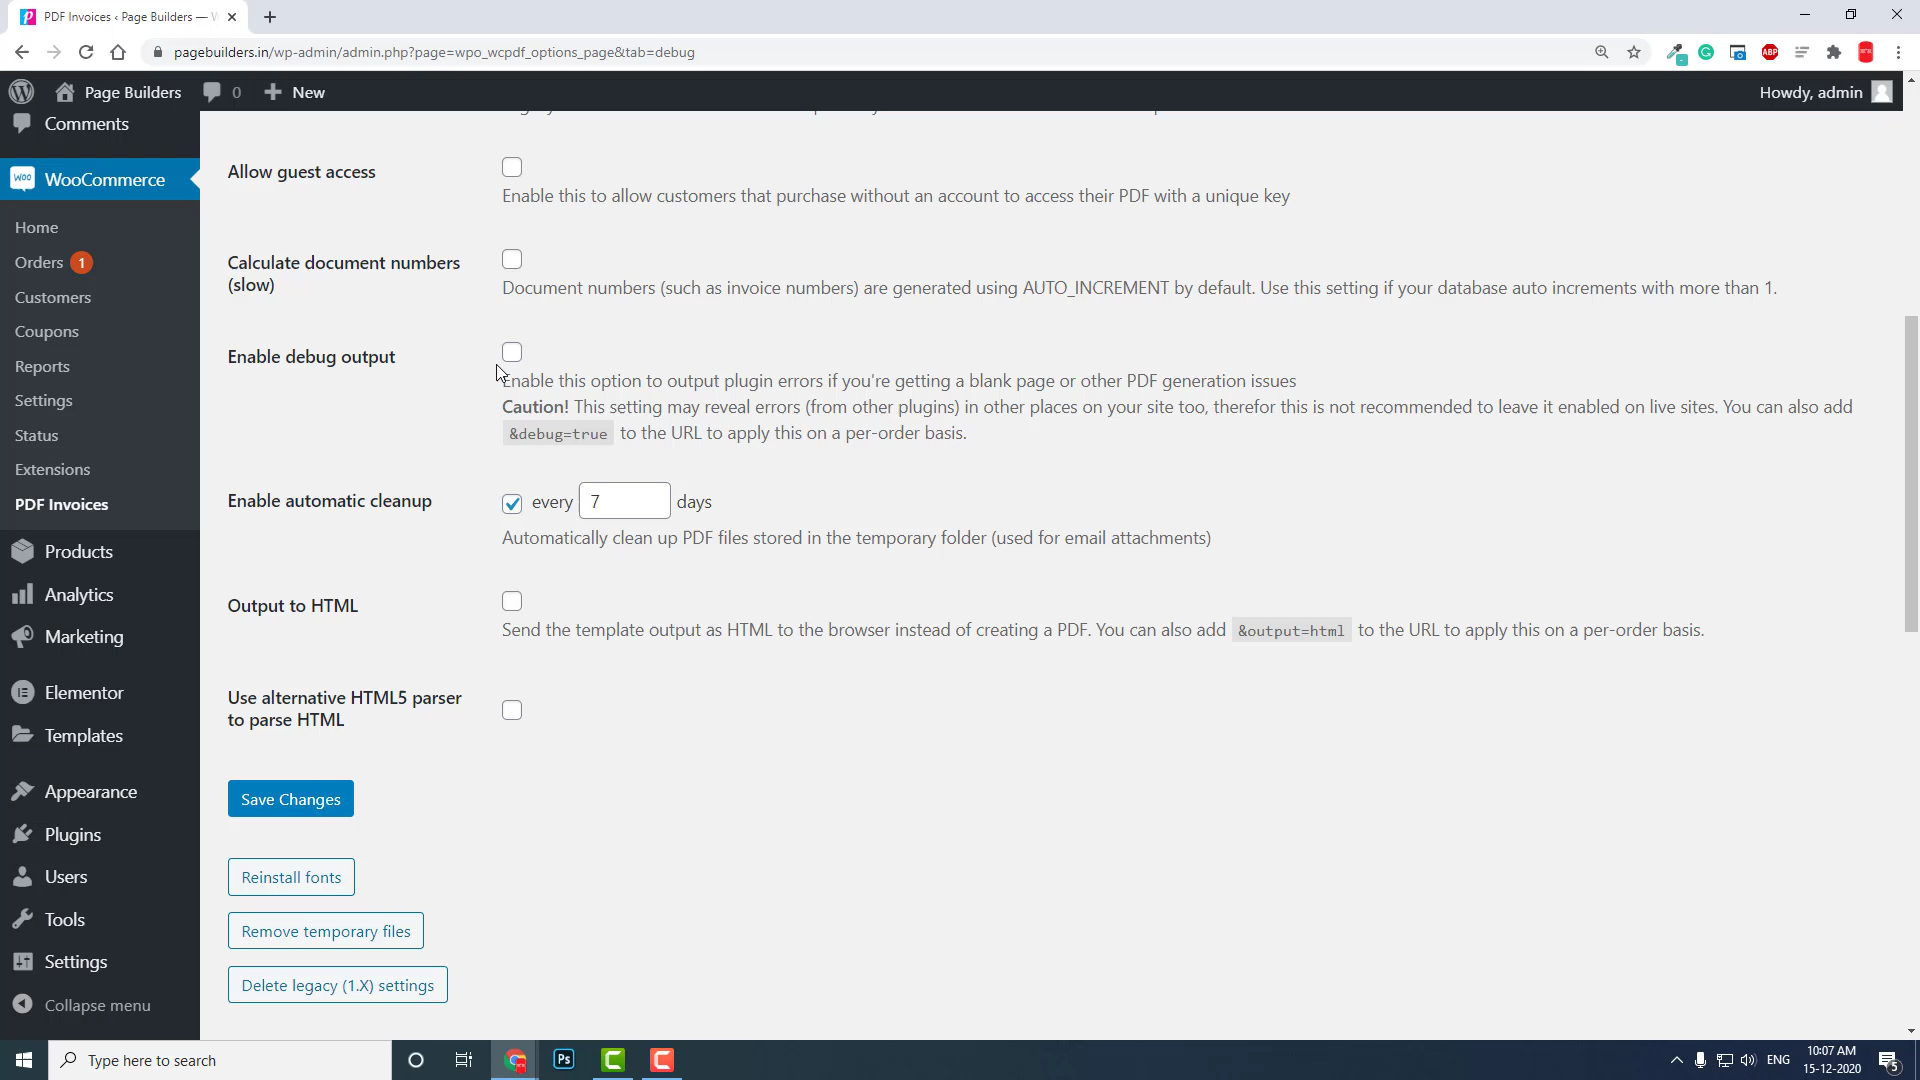 PDF Invoices ‹ Page Builders —
pagebuilders.in/wp-admin/admin.php?page=wpo_wcpdf_options_page&tab=debug
ABP
Page Builders
0
New
Howdy, admin
Comments
WooCommerce
Home
Orders 1
Customers
Coupons
Reports
Settings
Status
Extensions
PDF Invoices
Products
Analytics
Marketing
Elementor
Templates
Appearance
Plugins
Users
Tools
Settings
Collapse menu
Allow guest access
Enable this to allow customers that purchase without an account to access their PDF with a unique key
Calculate document numbers
(slow)
Document numbers (such as invoice numbers) are generated using AUTO_INCREMENT by default. Use this setting if your database auto increments with more than 1.
Enable debug output
Enable this option to output plugin errors if you're getting a blank page or other PDF generation issues
Caution! This setting may reveal errors (from other plugins) in other places on your site too, therefor this is not recommended to leave it enabled on live sites. You can also add
&debug=true to the URL to apply this on a per-order basis.
Enable automatic cleanup
every 7 days
Automatically clean up PDF files stored in the temporary folder (used for email attachments)
Output to HTML
Send the template output as HTML to the browser instead of creating a PDF. You can also add &output=html to the URL to apply this on a per-order basis.
Use alternative HTML5 parser
to parse HTML
Save Changes
Reinstall fonts
Remove temporary files
Delete legacy (1.X) settings
Type here to search
Ps
ENG
10:07 AM
15-12-2020
5